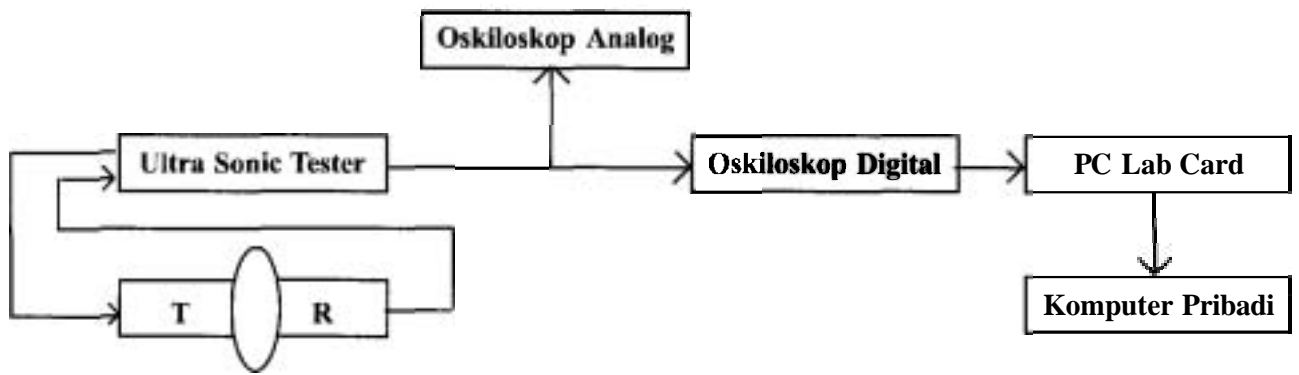 Oskiloskop Analog
Ultra Sonic Tester
Oskiloskop Digital
PC Lab Card
T
R
Komputer Pribadi